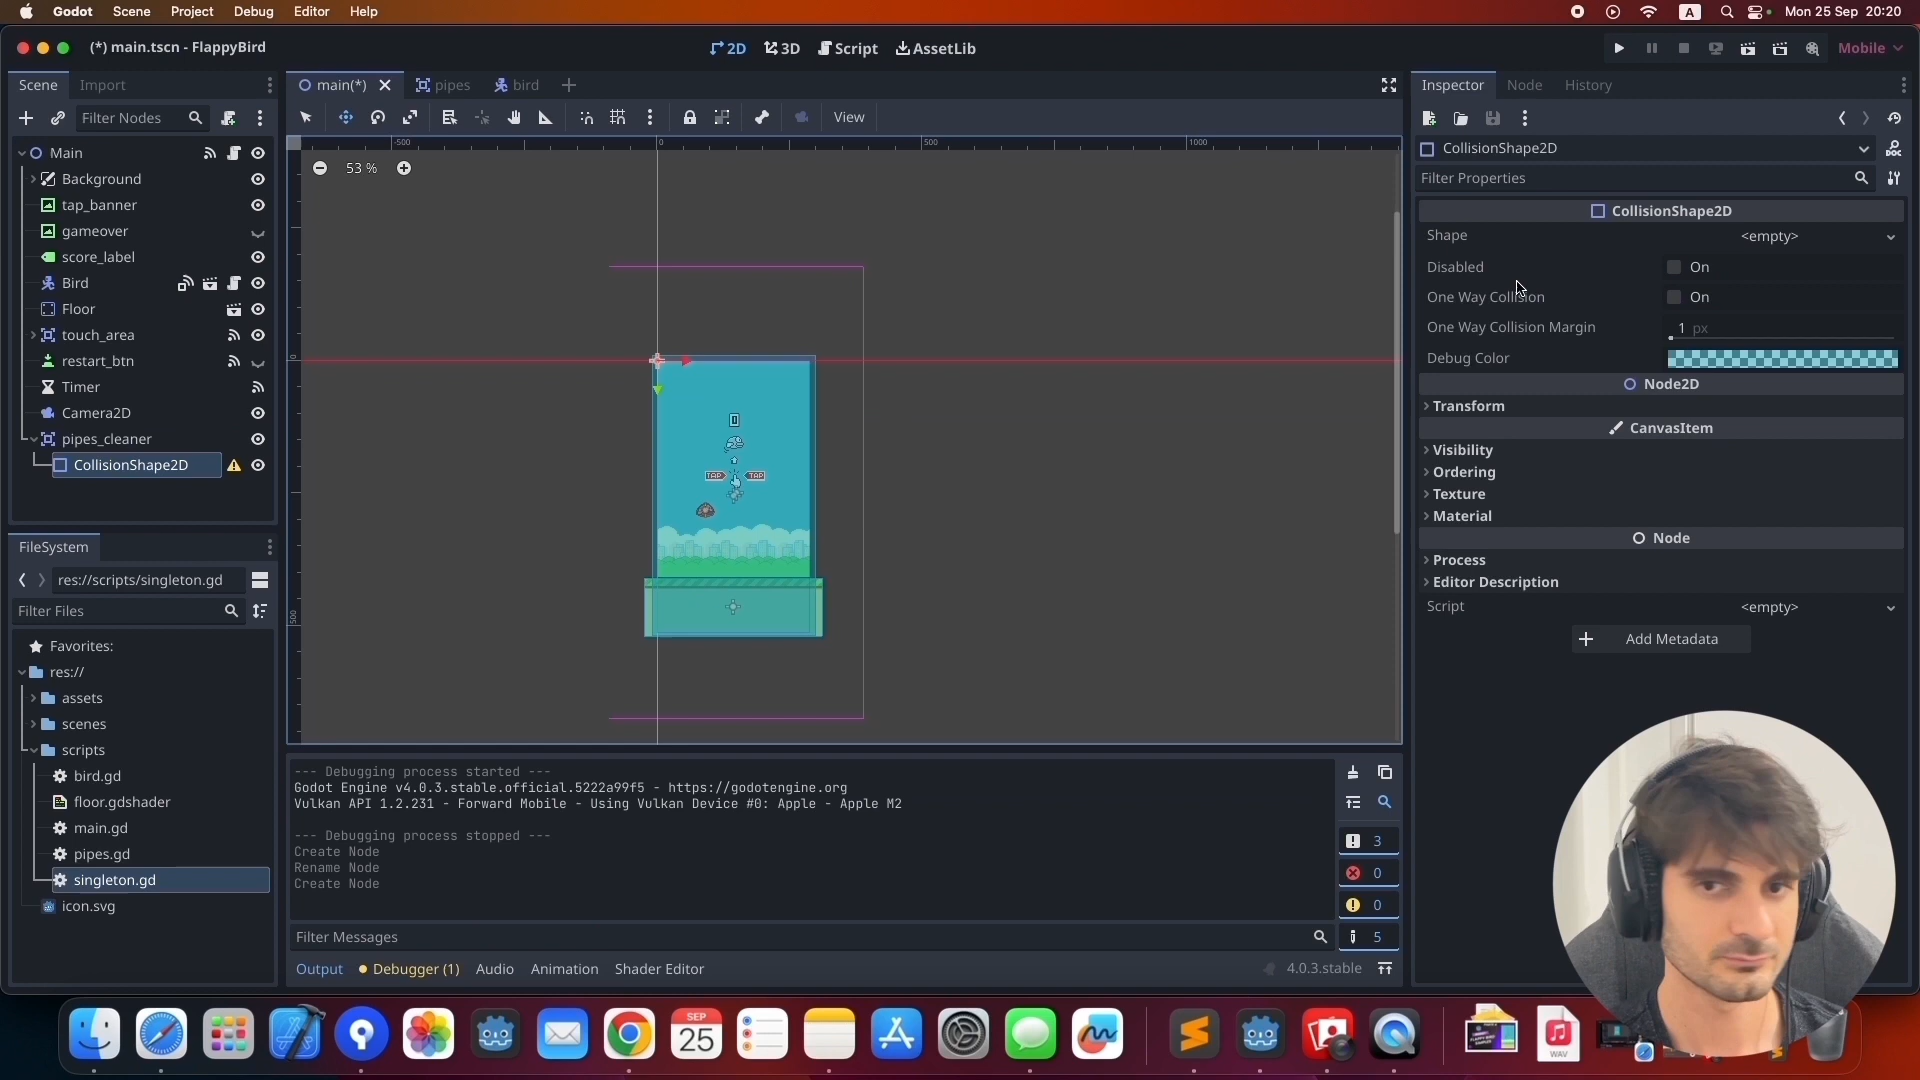 Godot Scene Project Debug Editor Help
A
Mon 25 Sep 20:20
(*) main.tscn - FlappyBird
2D 3D Script AssetLib
Mobile
Scene Import
main(*) pipes bird
Inspector Node History
Filter Nodes
View
Main
Background
tap_banner
gameover
score_label
Bird
Floor
touch_area
restart_btn
Timer
Camera2D
pipes_cleaner
CollisionShape2D
-500 0 500 1000
53 %
0
500
TAP TAP
CollisionShape2D
Filter Properties
CollisionShape2D
Shape <empty>
Disabled On
One Way Collision On
One Way Collision Margin 1 px
Debug Color
Node2D
Transform
CanvasItem
Visibility
Ordering
Texture
Material
Node
Process
Editor Description
Script <empty>
Add Metadata
FileSystem
res://scripts/singleton.gd
Filter Files
Favorites:
res://
assets
scenes
scripts
bird.gd
floor.gdshader
main.gd
pipes.gd
singleton.gd
icon.svg
--- Debugging process started ---
Godot Engine v4.0.3.stable.official.5222a99f5 - https://godotengine.org
Vulkan API 1.2.231 - Forward Mobile - Using Vulkan Device #0: Apple - Apple M2
--- Debugging process stopped ---
Create Node
Rename Node
Create Node
3
0
0
5
Filter Messages
Output Debugger (1) Audio Animation Shader Editor
4.0.3.stable
SEP
25
WAV